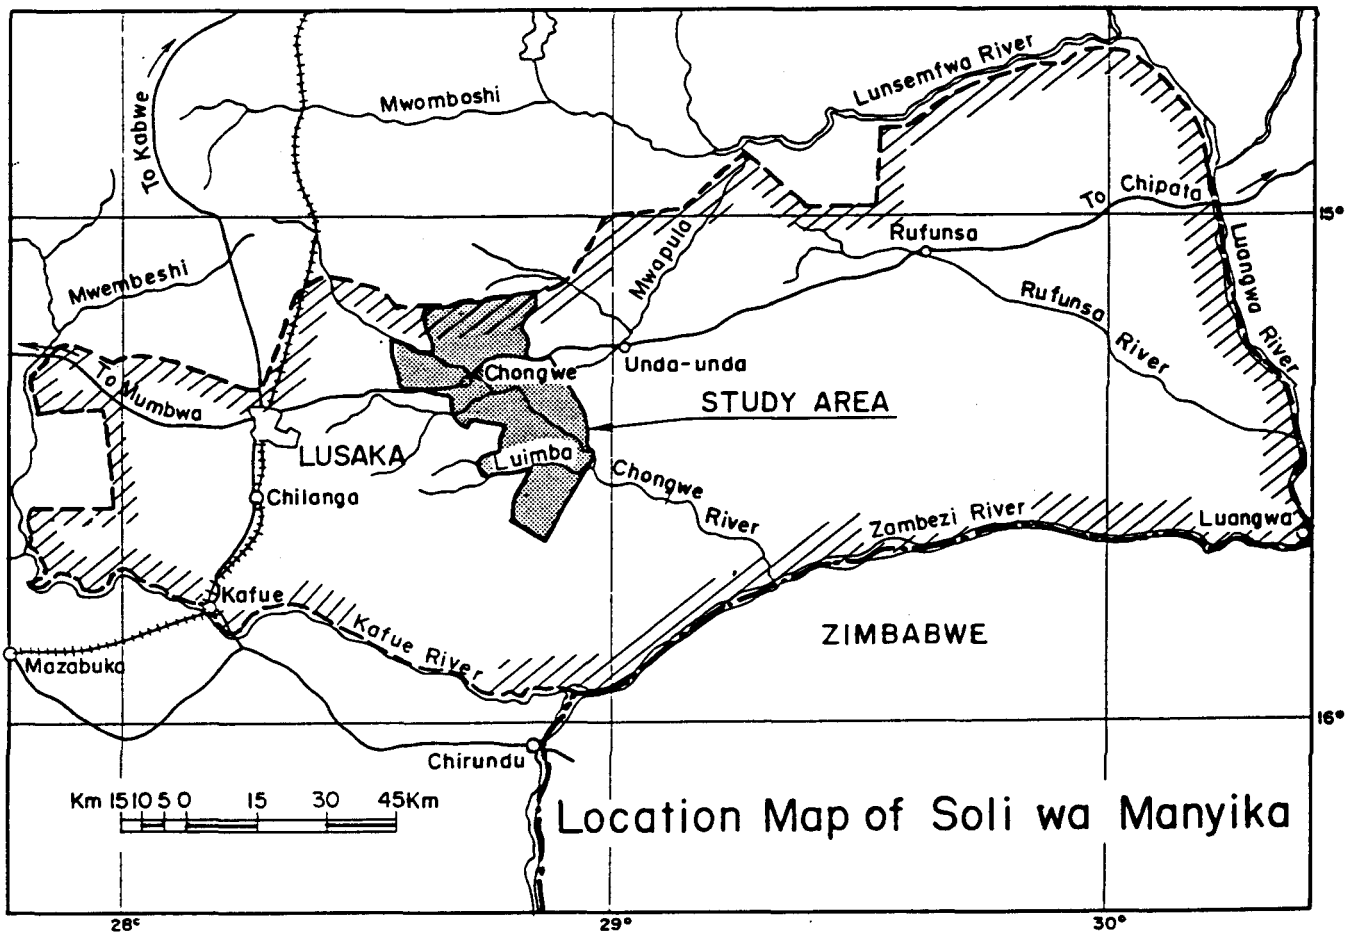 Lunsemfwa River
Mwomboshi
To Kabwe
To Chipata
15°
Rufunsa
Mwapula
Luangwa River
Mwembeshi
Rufunsa River
Unda-unda
Chongwe
To Mumbwa
STUDY AREA
LUSAKA
Luimba
Chongwe River
Chilanga
Zambezi River
Luangwa
Kafue
Kafue River
ZIMBABWE
Mazabuka
16°
Chirundu
Km 15 10 5 0 15 30 45Km
Location Map of Soli wa Manyika
28°
29°
30°